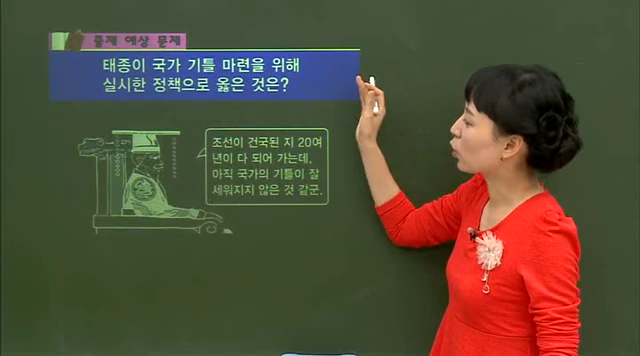 출제 예상 문제
태종이 국가 기틀 마련을 위해
실시한 정책으로 옳은 것은?
조선이 건국된 지 20여
년이 다 되어 가는데,
아직 국가의 기틀이 잘
세워지지 않은 것 같군.